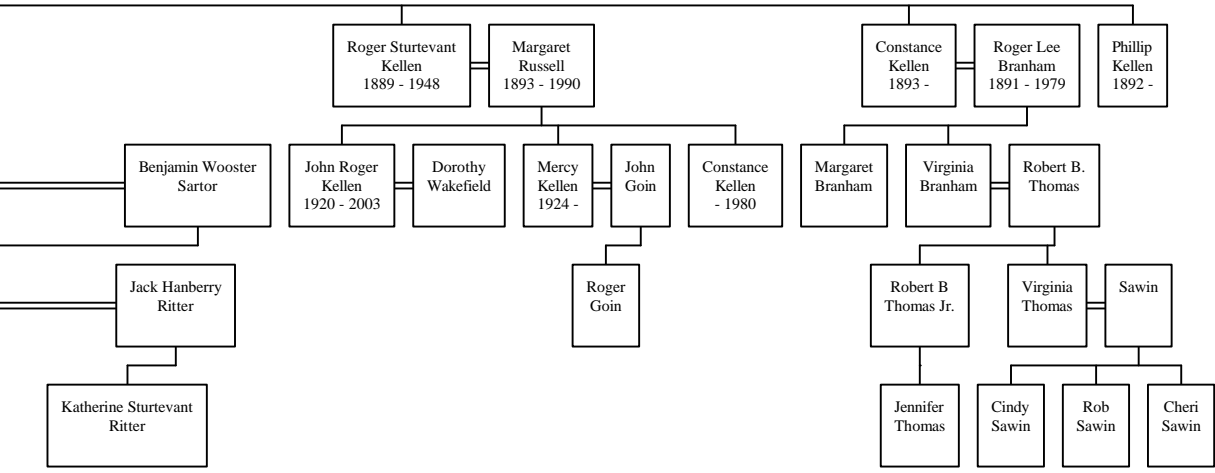 Roger Sturtevant
Kellen
1889 - 1948
Margaret
Russell
1893 - 1990
Constance
Kellen
1893 -
Roger Lee
Branham
1891 - 1979
Phillip
Kellen
1892 -
Benjamin Wooster
Sartor
John Roger
Kellen
1920 - 2003
Dorothy
Wakefield
Mercy
Kellen
1924 -
John
Goin
Constance
Kellen
- 1980
Margaret
Branham
Virginia
Branham
Robert B.
Thomas
Jack Hanberry
Ritter
Roger
Goin
Robert B
Thomas Jr.
Virginia
Thomas
Sawin
Katherine Sturtevant
Ritter
Jennifer
Thomas
Cindy
Sawin
Rob
Sawin
Cheri
Sawin